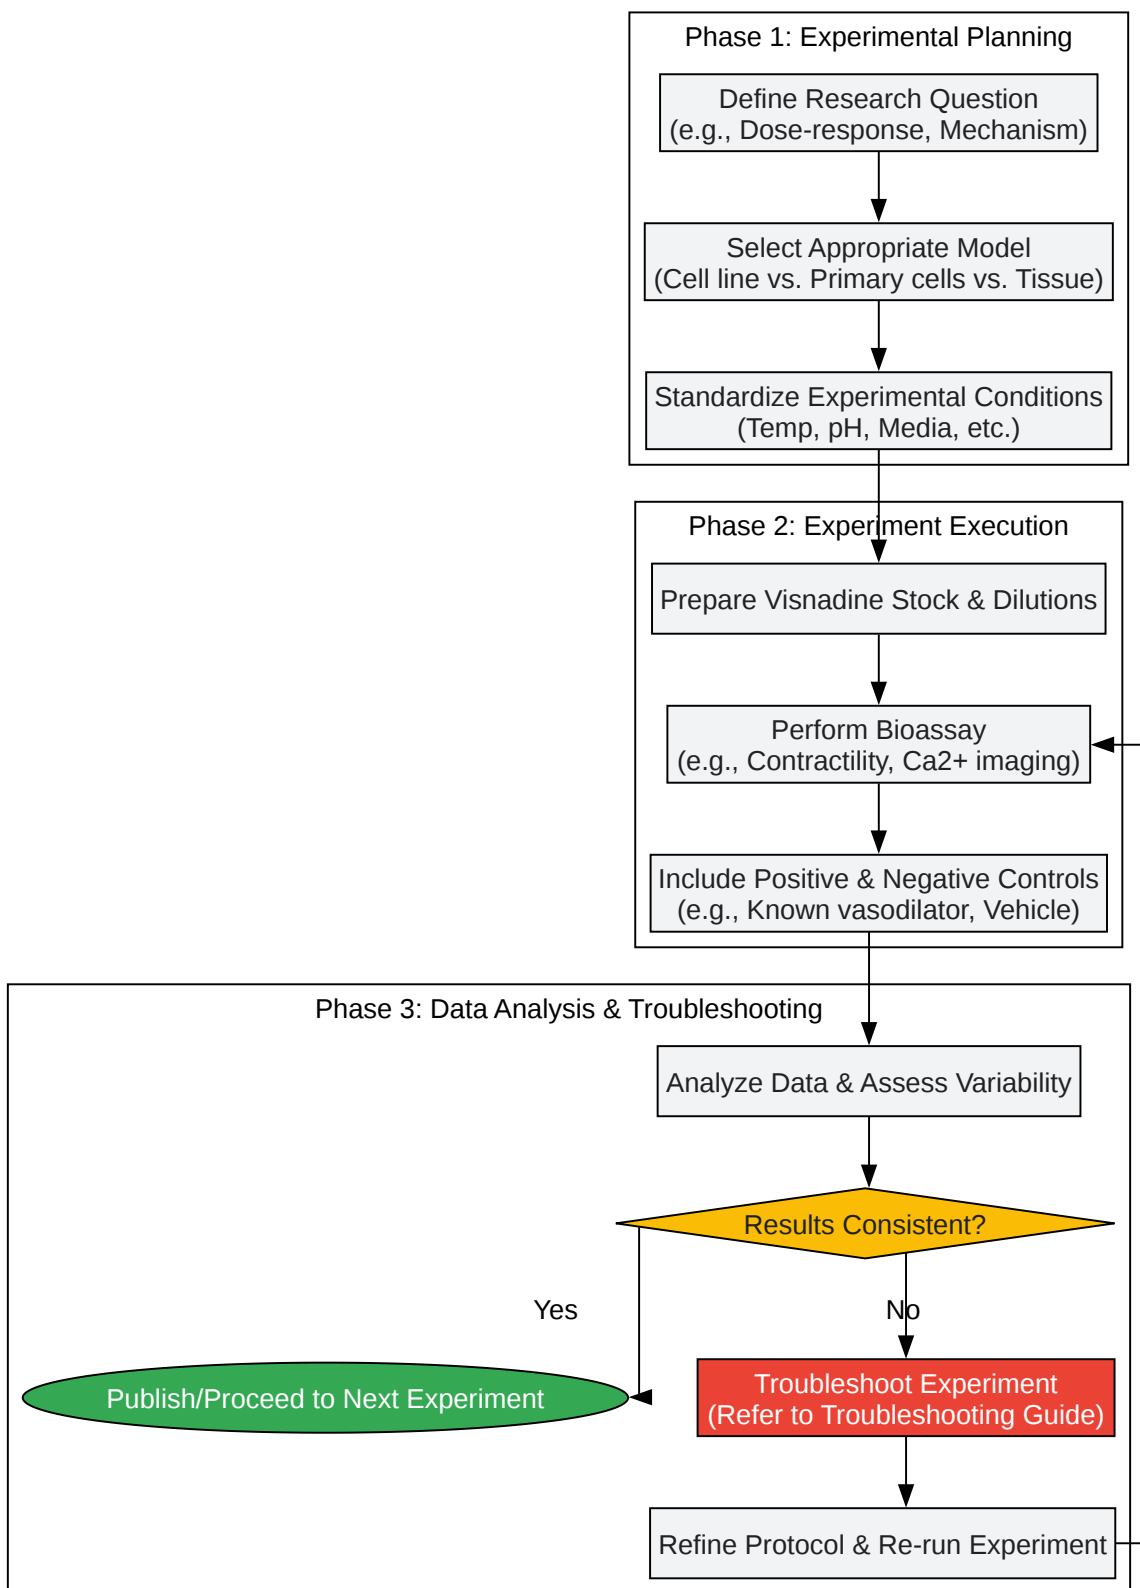 Phase 1: Experimental Planning
Define Research Question
(e.g., Dose-response, Mechanism)
Select Appropriate Model
(Cell line vs. Primary cells vs. Tissue)
Standardize Experimental Conditions
(Temp, pH, Media, etc.)
Phase 2: Experiment Execution
Prepare Visnadine Stock & Dilutions
Perform Bioassay
(e.g., Contractility, Ca2+ imaging)
Include Positive & Negative Controls
(e.g., Known vasodilator, Vehicle)
Phase 3: Data Analysis & Troubleshooting
Analyze Data & Assess Variability
Results Consistent?
Yes
No
Publish/Proceed to Next Experiment
Troubleshoot Experiment
(Refer to Troubleshooting Guide)
Refine Protocol & Re-run Experiment